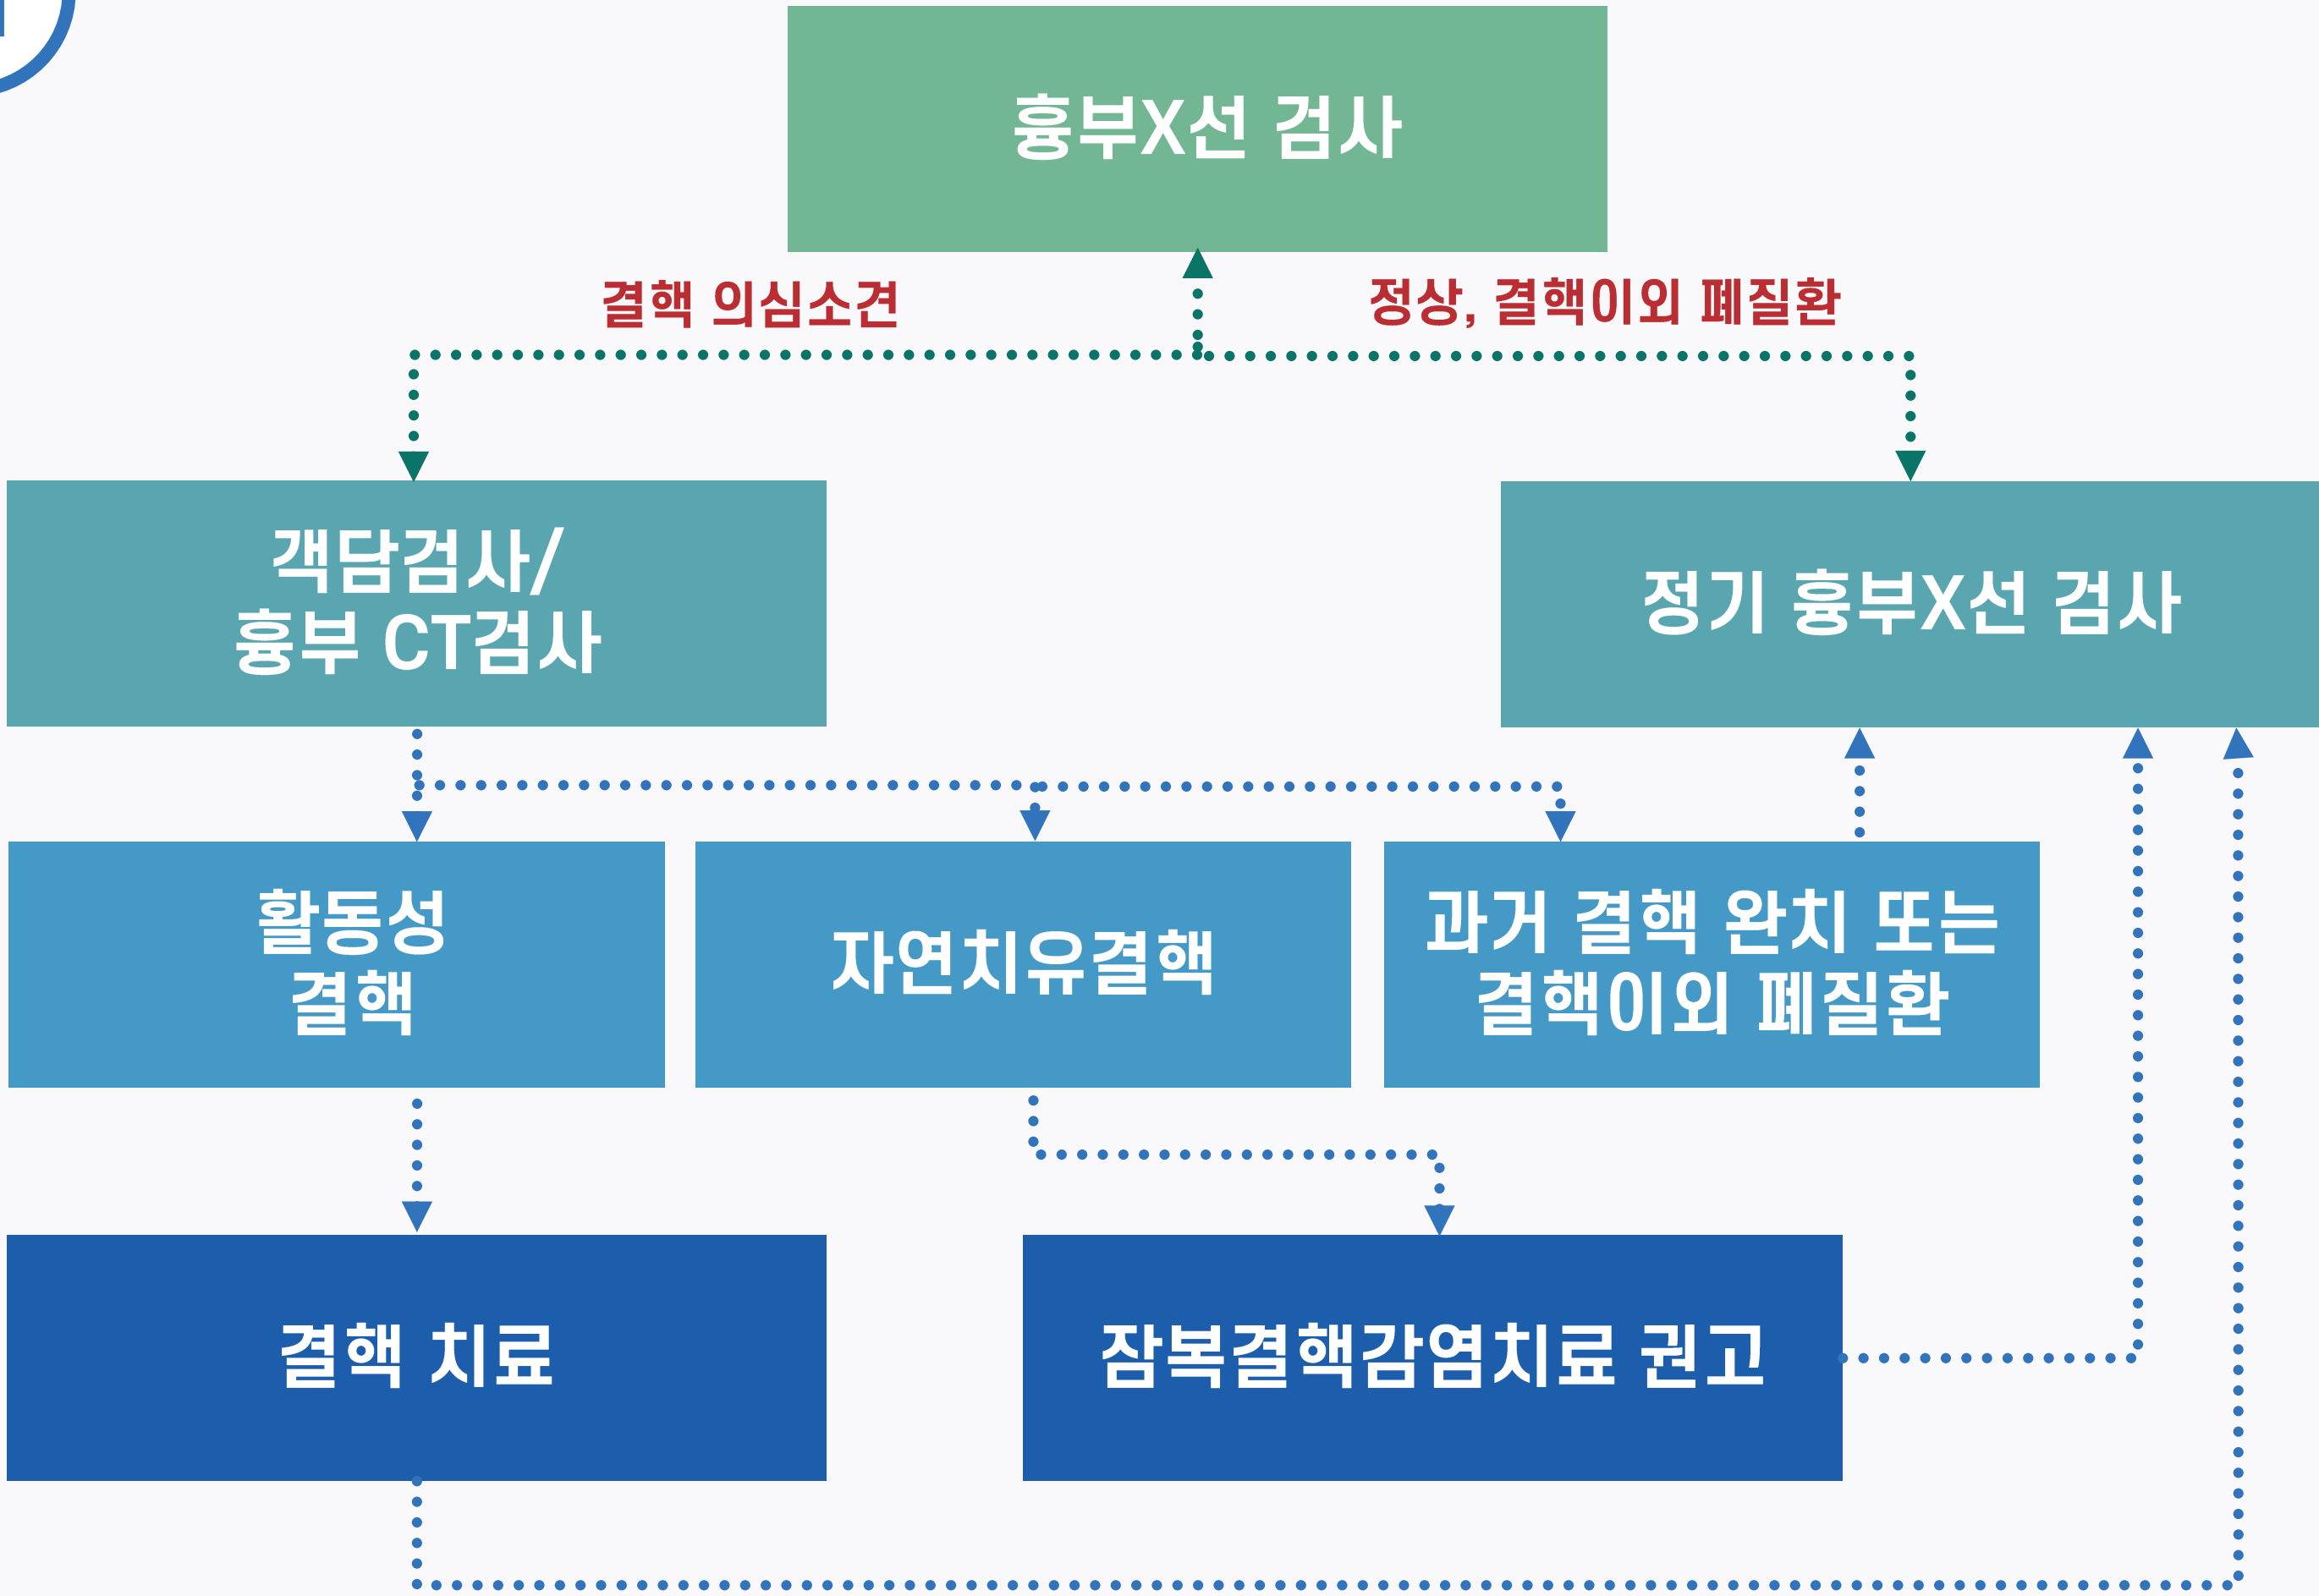 흉부X선 검사
결핵 의심소견
정상, 결핵이외 폐질환
객담검사/
흉부 CT검사
정기 흉부X선 검사
활동성
결핵
자연치유결핵
과거 결핵 완치 또는
결핵이외 폐질환
결핵 치료
잠복결핵감염치료 권고